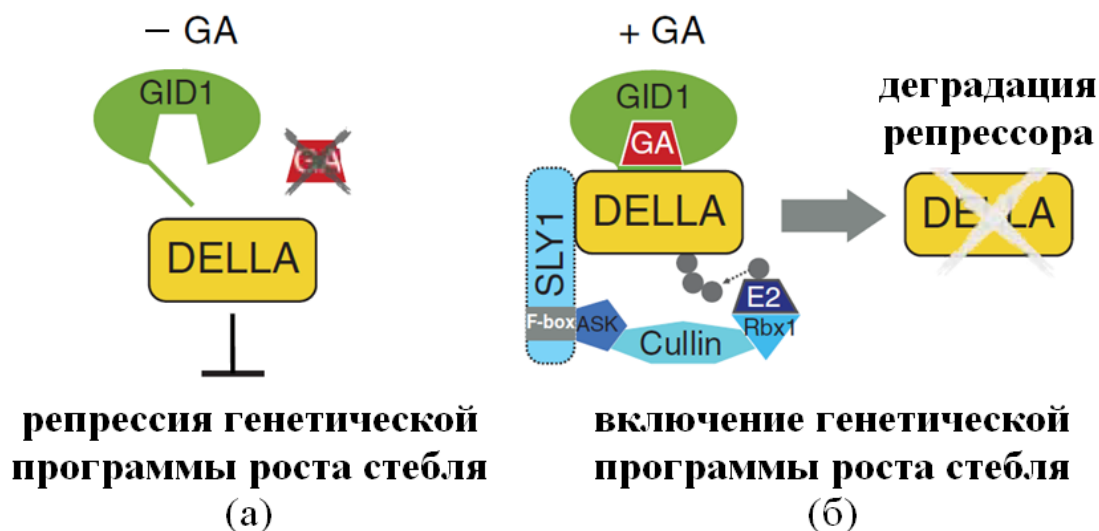 − GA
GID1
GA
DELLA
репрессия генетической
программы роста стебля
(а)
+ GA
GID1
GA
DELLA
SLY1
F-box
ASK
Cullin
E2
Rbx1
деградация
репрессора
DELLA
включение генетической
программы роста стебля
(б)